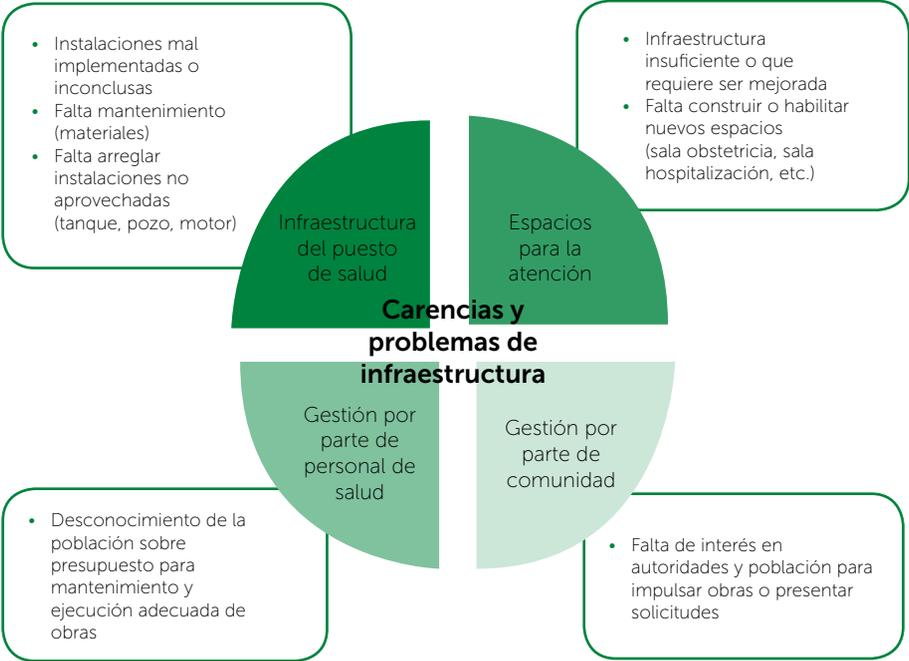 • Instalaciones mal
implementadas o
inconclusas
• Falta mantenimiento
(materiales)
• Falta arreglar
instalaciones no
aprovechadas
(tanque, pozo, motor)
• Infraestructura
insuficiente o que
requiere ser mejorada
• Falta construir o habilitar
nuevos espacios
(sala obstetricia, sala
hospitalización, etc.)
Infraestructura
del puesto
de salud
Espacios
para la
atención
Carencias y
problemas de
infraestructura
Gestión por
parte de
personal de
salud
Gestión por
parte de
comunidad
• Desconocimiento de la
población sobre
presupuesto para
mantenimiento y
ejecución adecuada de
obras
• Falta de interés en
autoridades y población para
impulsar obras o presentar
solicitudes